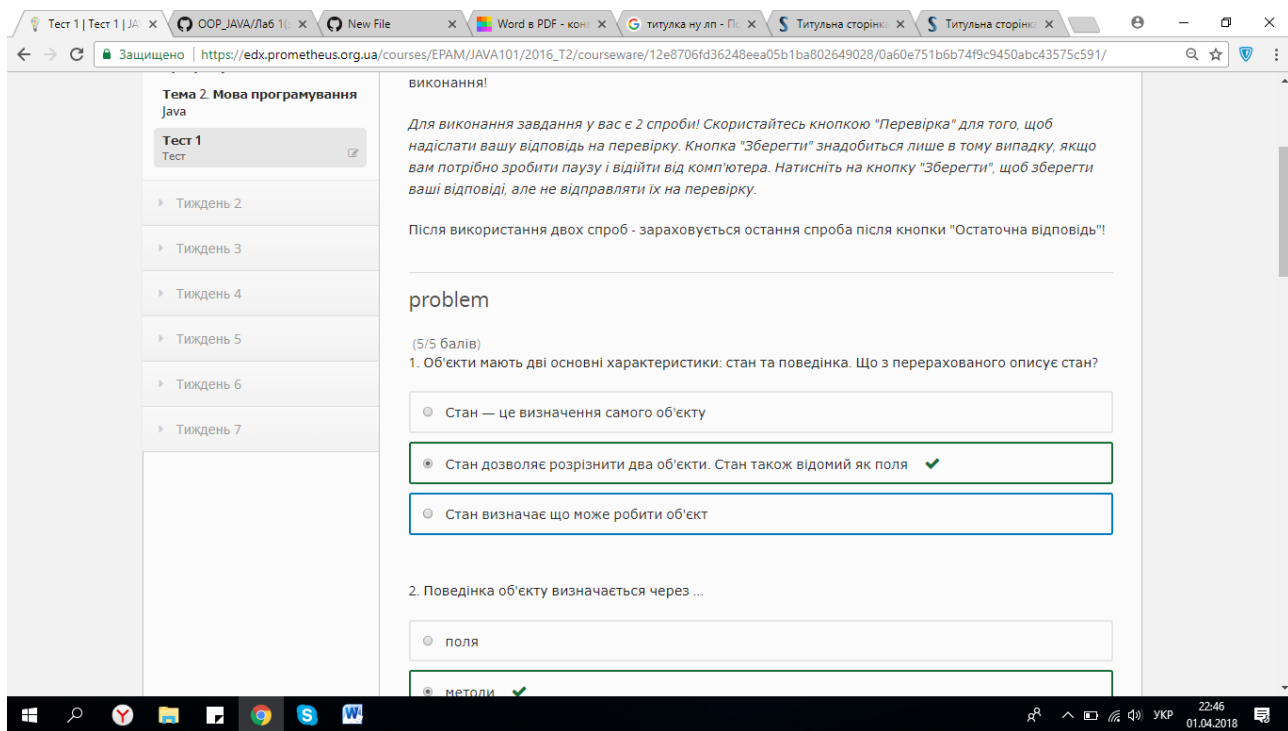 Тест 1 | Тест 1 | JA
OOP_JAVA/Лаб 1(
New File
Word в PDF - кон
титулка ну лп - По
Титульна сторінк
Титульна сторінк
Защищено | https://edx.prometheus.org.ua/courses/EPAM/JAVA101/2016_T2/courseware/12e8706fd36248eea05b1ba802649028/0a60e751b6b74f9c9450abc43575c591/
Тема 2. Мова програмування
Java
Тест 1
Тест
Тиждень 2
Тиждень 3
Тиждень 4
Тиждень 5
Тиждень 6
Тиждень 7
виконання!
Для виконання завдання у вас є 2 спроби! Скористайтесь кнопкою "Перевірка" для того, щоб
надіслати вашу відповідь на перевірку. Кнопка "Зберегти" знадобиться лише в тому випадку, якщо
вам потрібно зробити паузу і відійти від комп'ютера. Натисніть на кнопку "Зберегти", щоб зберегти
ваші відповіді, але не відправляти їх на перевірку.
Після використання двох спроб - зараховується остання спроба після кнопки "Остаточна відповідь"!
problem
(5/5 балів)
1. Об'єкти мають дві основні характеристики: стан та поведінка. Що з перерахованого описує стан?
Стан — це визначення самого об'єкту
Стан дозволяє розрізнити два об'єкти. Стан також відомий як поля
Стан визначає що може робити об'єкт
2. Поведінка об'єкту визначається через ...
поля
методи
УКР
22:46
01.04.2018